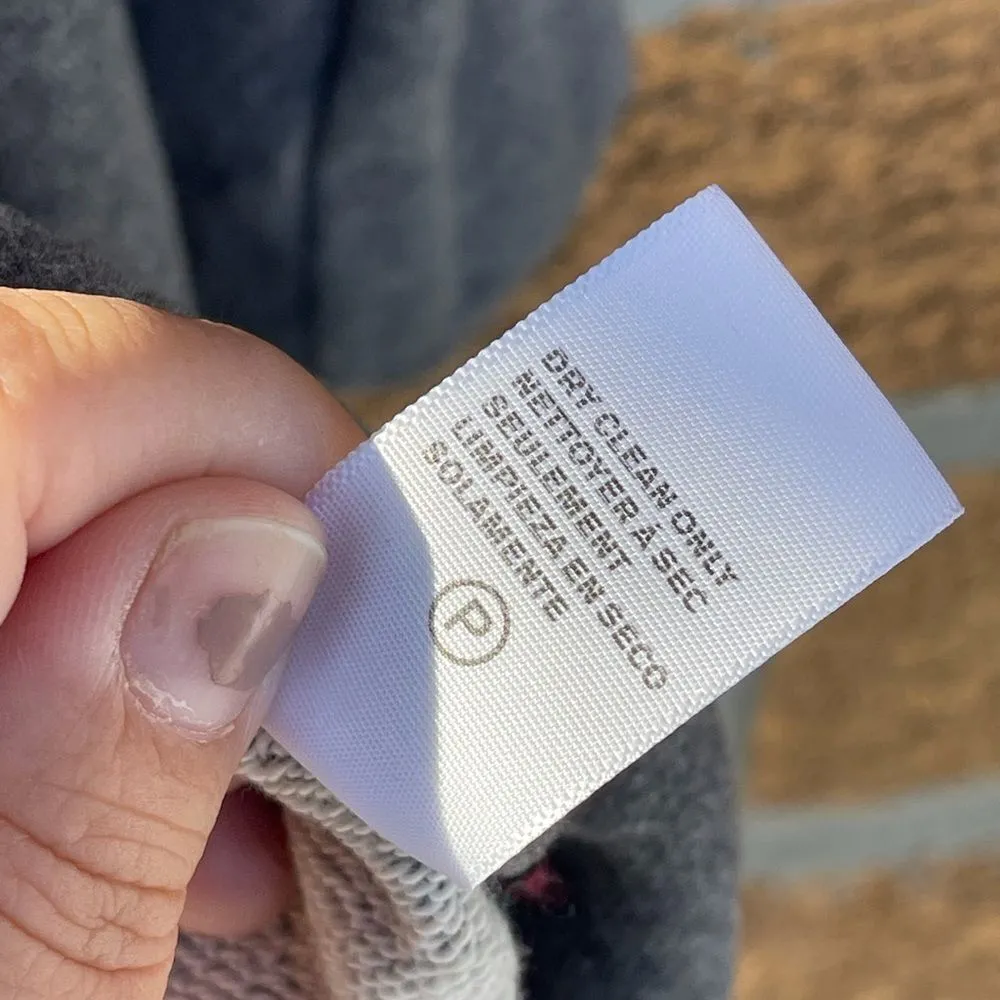 DRY CLEAN ONLY
NETTOYER Á SEC
SEULEMENT
LIMPIEZA EN SECO
SOLAMENTE
P